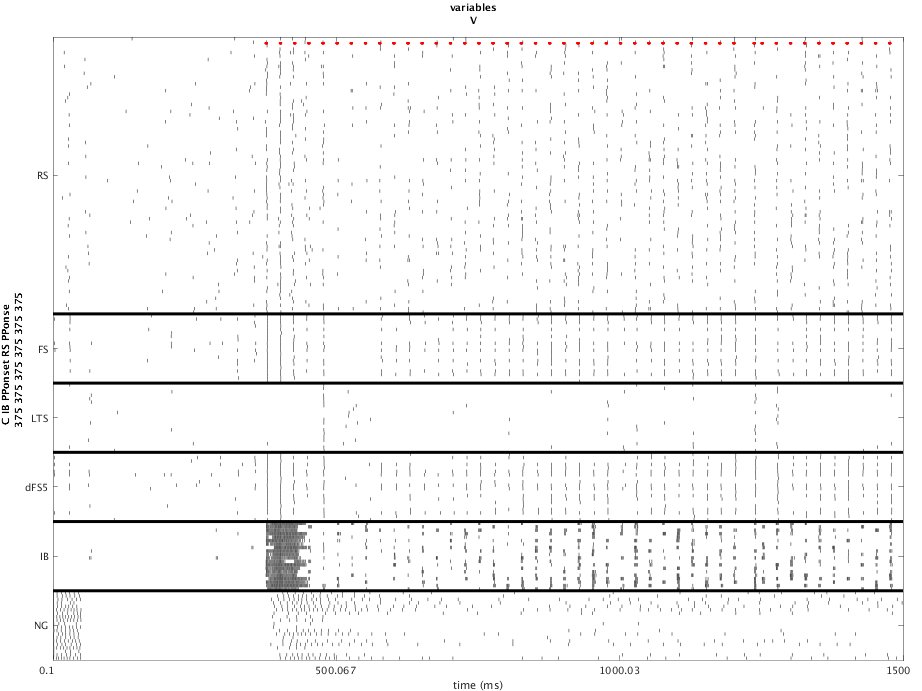 variables
V
RS
FS
LTS
dFS5
IB
NG
C IB PPonset RS PPonse
375 375 375 375 375 375
0.1
500.067
1000.03
1500
time (ms)